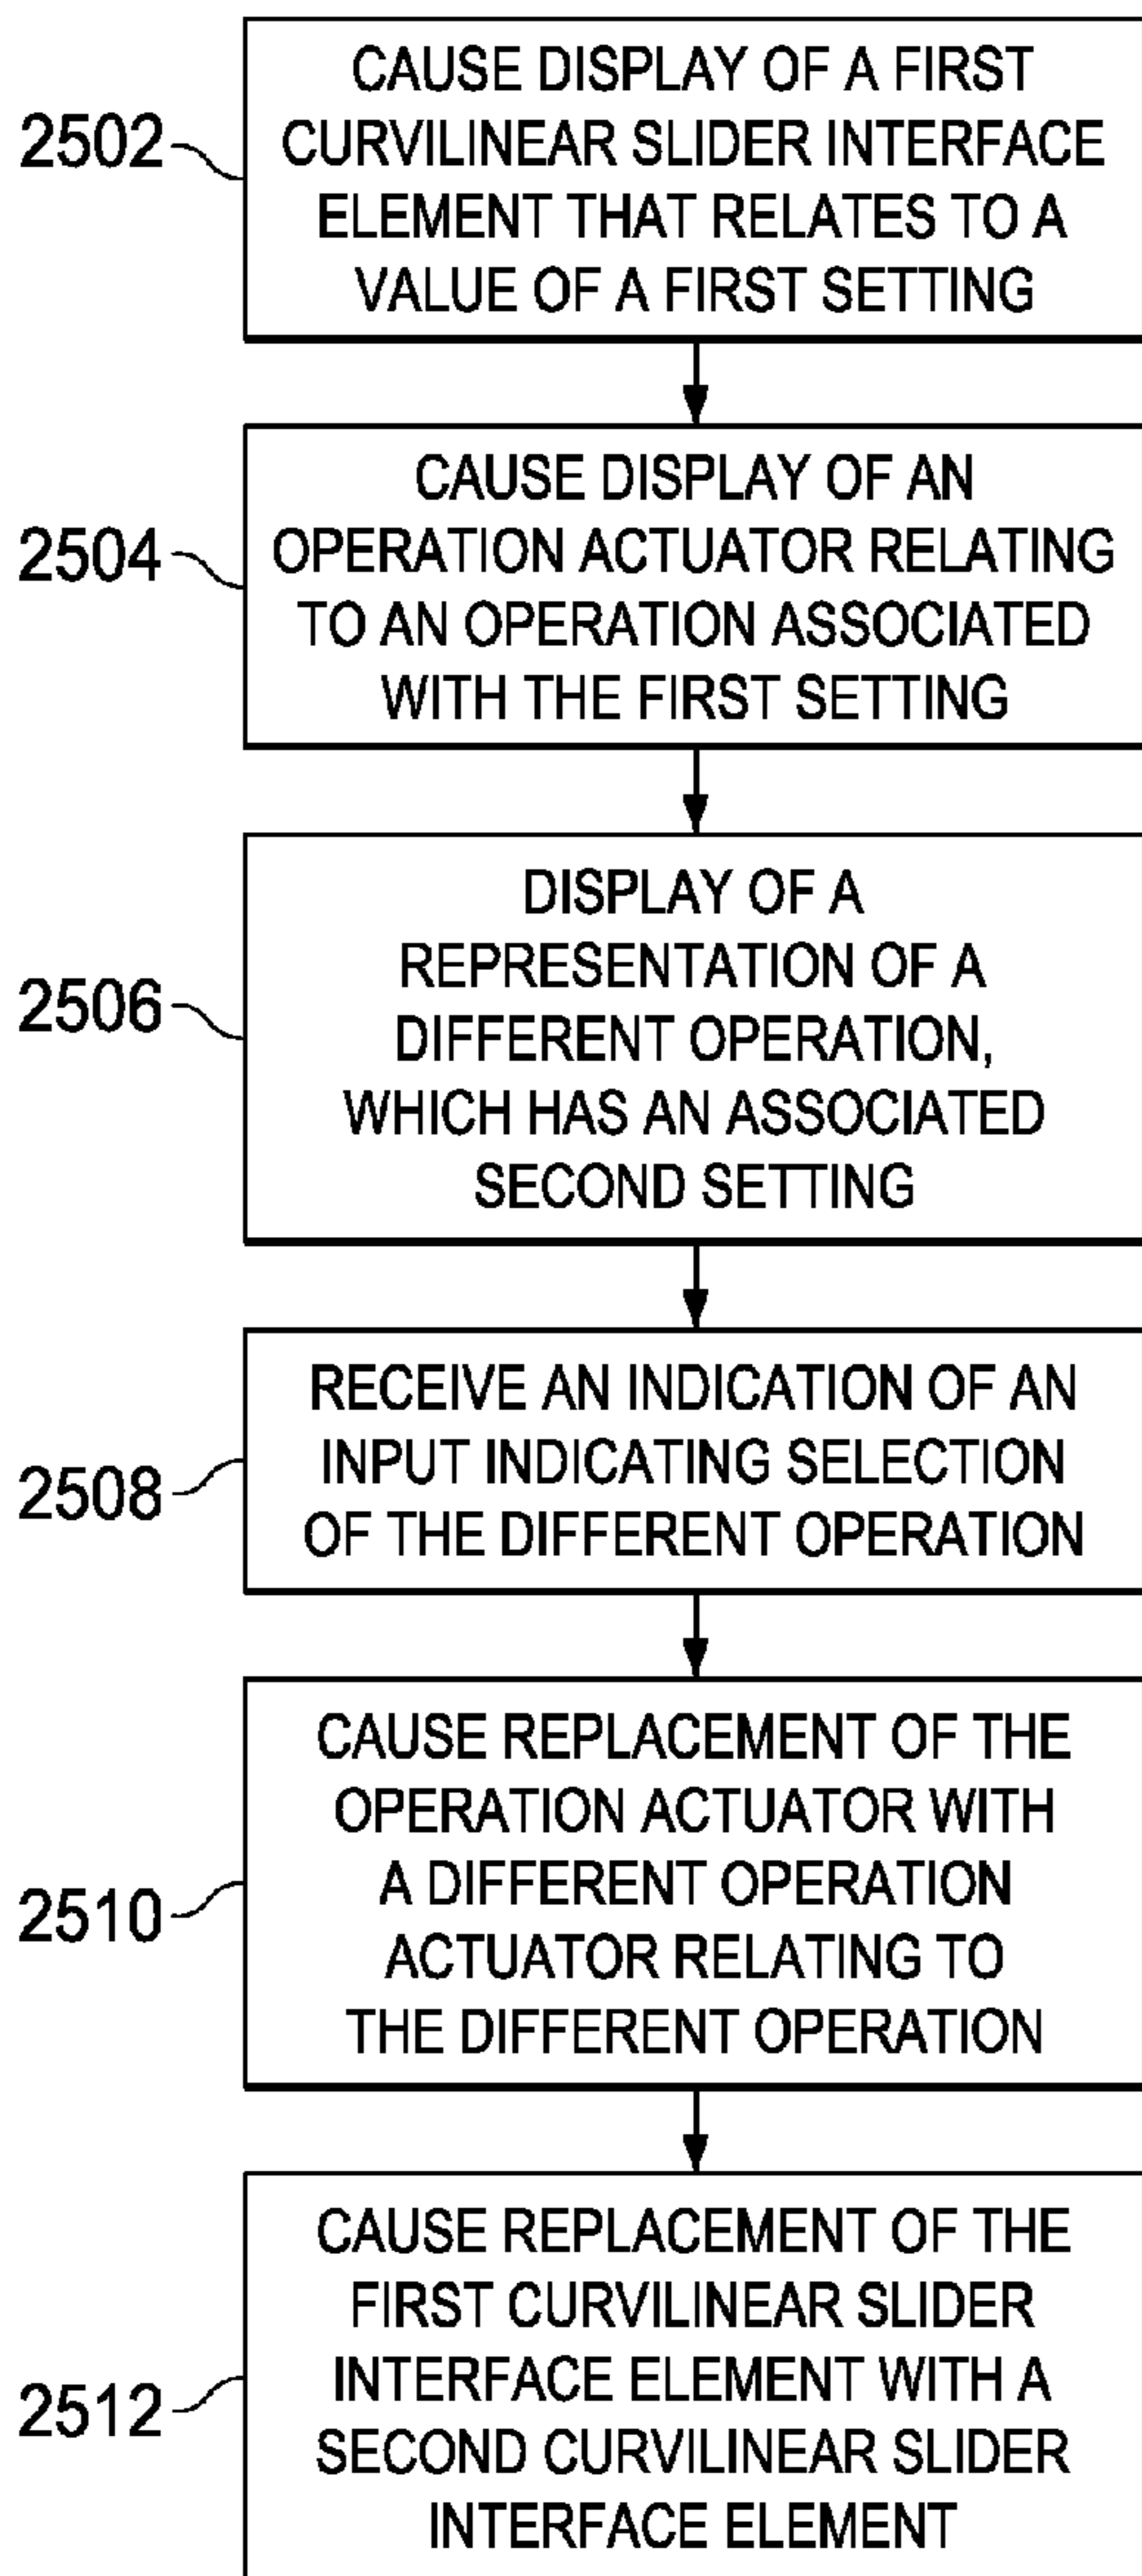 2502
CAUSE DISPLAY OF A FIRST
CURVILINEAR SLIDER INTERFACE
ELEMENT THAT RELATES TO A
VALUE OF A FIRST SETTING
2504
CAUSE DISPLAY OF AN
OPERATION ACTUATOR RELATING
TO AN OPERATION ASSOCIATED
WITH THE FIRST SETTING
2506
DISPLAY OF A
REPRESENTATION OF A
DIFFERENT OPERATION,
WHICH HAS AN ASSOCIATED
SECOND SETTING
2508
RECEIVE AN INDICATION OF AN
INPUT INDICATING SELECTION
OF THE DIFFERENT OPERATION
2510
CAUSE REPLACEMENT OF THE
OPERATION ACTUATOR WITH
A DIFFERENT OPERATION
ACTUATOR RELATING TO
THE DIFFERENT OPERATION
2512
CAUSE REPLACEMENT OF THE
FIRST CURVILINEAR SLIDER
INTERFACE ELEMENT WITH A
SECOND CURVILINEAR SLIDER
INTERFACE ELEMENT